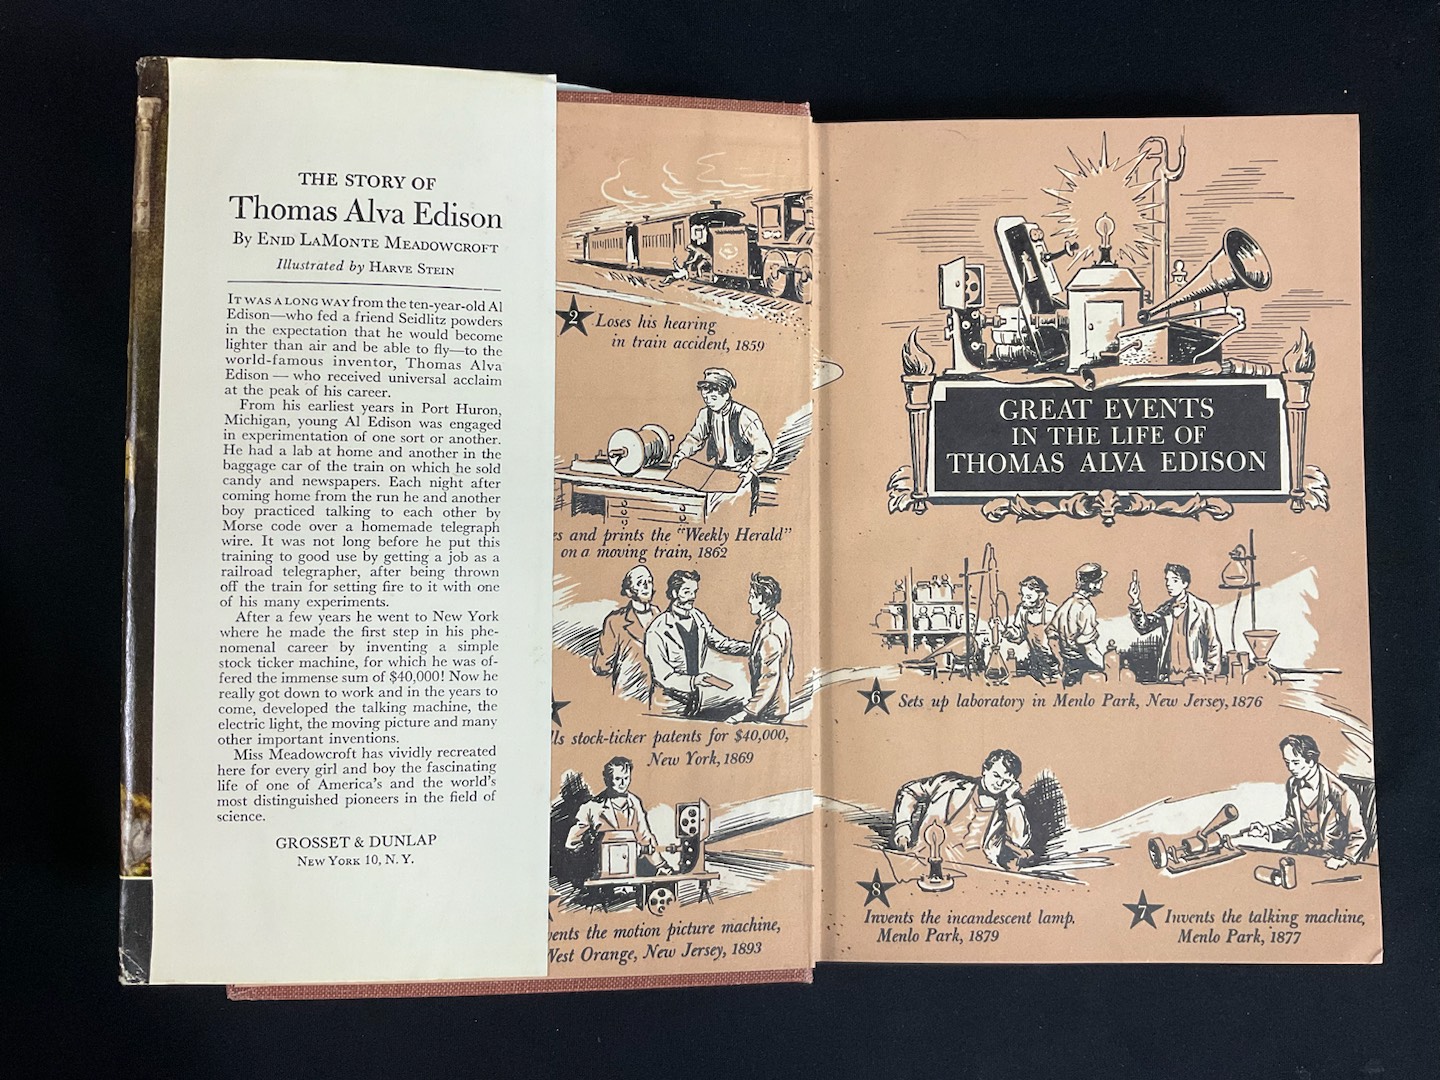 THE STORY OF
Thomas Alva Edison
By ENID LAMONTE MEADOWCROFT
Illustrated by HARVE STEIN
IT WAS A LONG WAY from the ten-year-old Al
Edison—who fed a friend Seidlitz powders
in the expectation that he would become
lighter than air and be able to fly—to the
world-famous inventor, Thomas Alva
Edison — who received universal acclaim
at the peak of his career.
From his earliest years in Port Huron,
Michigan, young Al Edison was engaged
in experimentation of one sort or another.
He had a lab at home and another in the
baggage car of the train on which he sold
candy and newspapers. Each night after
coming home from the run he and another
boy practiced talking to each other by
Morse code over a homemade telegraph
wire. It was not long before he put this
training to good use by getting a job as a
railroad telegrapher, after being thrown
off the train for setting fire to it with one
of his many experiments.
After a few years he went to New York
where he made the first step in his phe-
nomenal career by inventing a simple
stock ticker machine, for which he was of-
fered the immense sum of $40,000! Now he
really got down to work and in the years to
come, developed the talking machine, the
electric light, the moving picture and many
other important inventions.
Miss Meadowcroft has vividly recreated
here for every girl and boy the fascinating
life of one of America's and the world's
most distinguished pioneers in the field of
science.
GROSSET & DUNLAP
NEW YORK 10, N. Y.
2 Loses his hearing
in train accident, 1859
es and prints the "Weekly Herald"
on a moving train, 1862
lls stock-ticker patents for $40,000,
New York, 1869
vents the motion picture machine,
West Orange, New Jersey, 1893
GREAT EVENTS
IN THE LIFE OF
THOMAS ALVA EDISON
6 Sets up laboratory in Menlo Park, New Jersey, 1876
8
Invents the incandescent lamp,
Menlo Park, 1879
7 Invents the talking machine,
Menlo Park, 1877